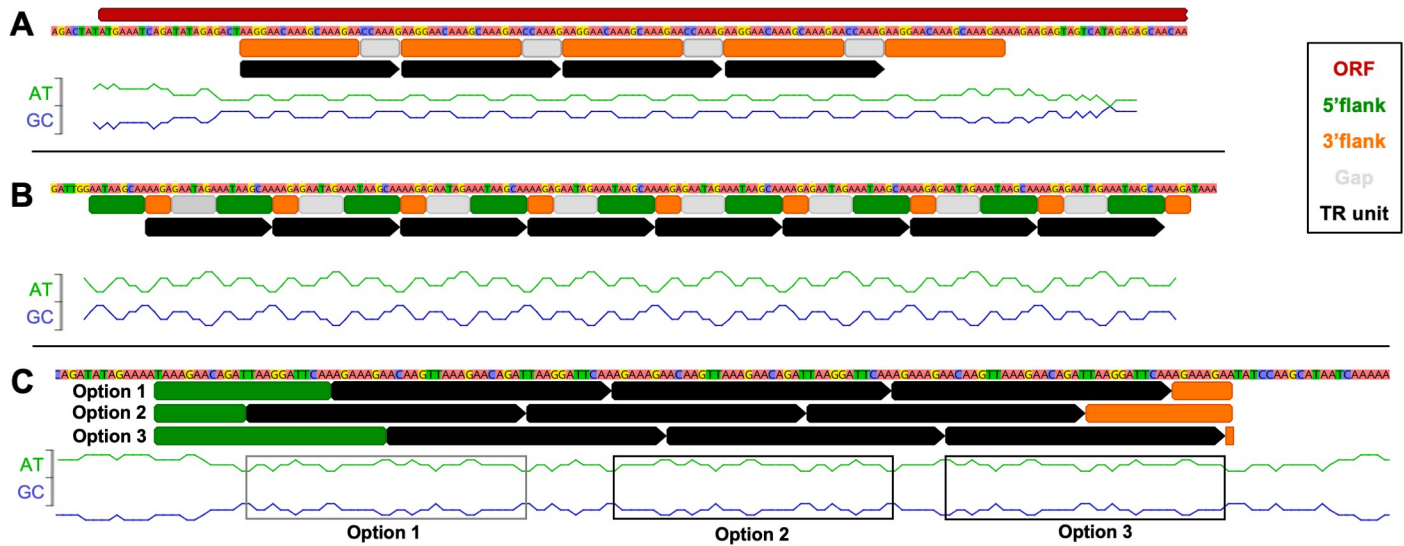 A
AGACTATATGAAATCAGATATAGAGACTAAGGAACAAAGCAAAGAACCAAAGAAGGAACAAAGCAAAGAACCAAAGAAGGAACAAAGCAAAGAACCAAAGAAGGAACAAAGCAAAGAACCAAAGAAGGAACAAAGCAAAGAAAAGAAGAGTAGTCATAGAGAGCAACAA
AT
GC
ORF
5'flank
3'flank
Gap
TR unit
B
GATTGGAATAAGCAAAAGAGAATAGAAATAAGCAAAAGAGAATAGAAATAAGCAAAAGAGAATAGAAATAAGCAAAAGAGAATAGAAATAAGCAAAAGAGAATAGAAATAAGCAAAAGAGAATAGAAATAAGCAAAAGAGAATAGAAATAAGCAAAAGAGAATAGAAATAAGCAAAAGATAAA
AT
GC
C
CAGATATAGAAAATAAAGAACAGATTAAGGATTCAAAGAAAGAACAAGTTAAAGAACAGATTAAGGATTCAAAGAAAGAACAAGTTAAAGAACAGATTAAGGATTCAAAGAAAGAACAAGTTAAAGAACAGATTAAGGATTCAAAGAAAGAATATCCAAGCATAATCAAAAA
Option 1
Option 2
Option 3
AT
GC
Option 1
Option 2
Option 3